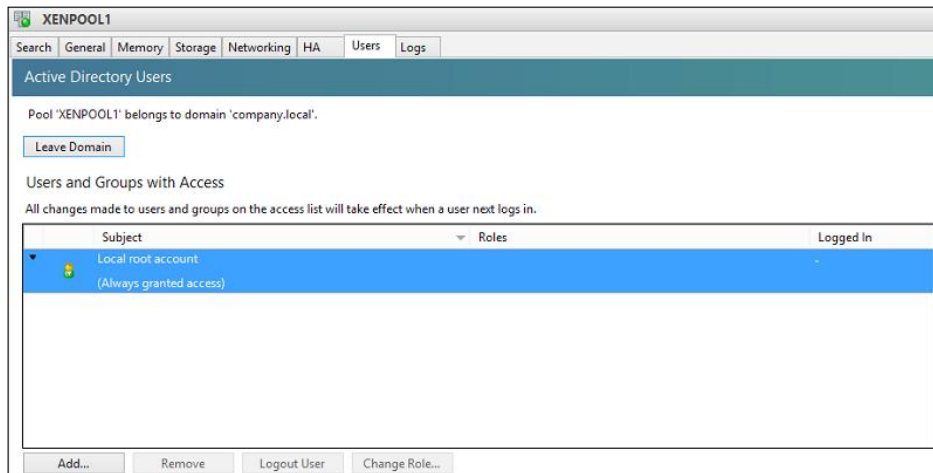 XENPOOL1
Search General Memory Storage Networking HA Users Logs
Active Directory Users
Pool 'XENPOOL1' belongs to domain 'company.local'.
Leave Domain
Users and Groups with Access
All changes made to users and groups on the access list will take effect when a user next logs in.
Subject Roles Logged In
Local root account -
(Always granted access)
Add... Remove Logout User Change Role...